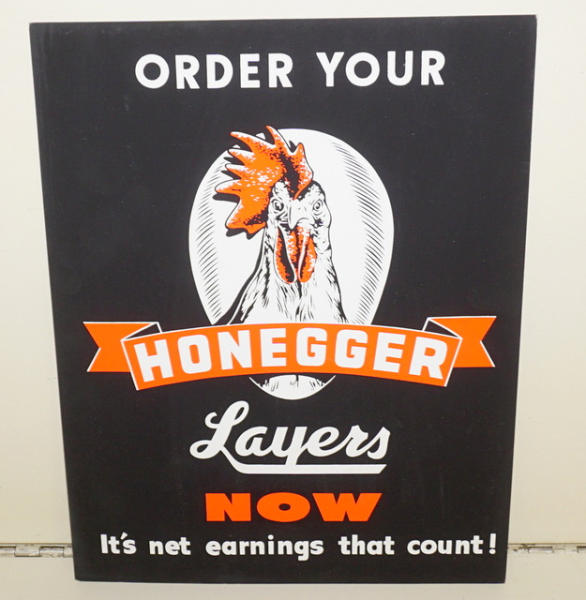 ORDER YOUR
HONEGGER
Layers
NOW
It's net earnings that count!